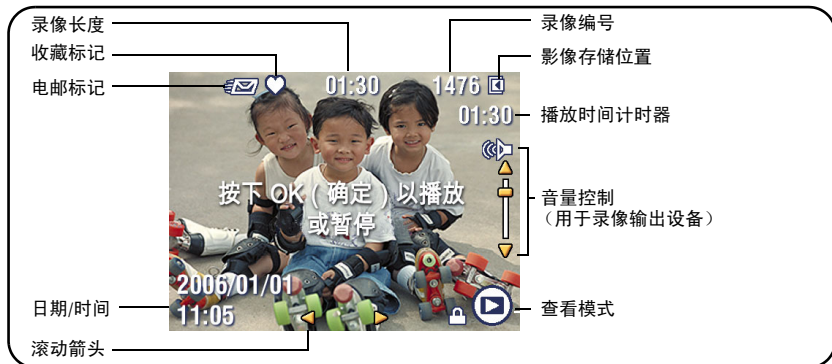 录像长度
录像编号
收藏标记
影像存储位置
电邮标记
01:30
1476
01:30
播放时间计时器
按下 OK（确定）以播放
或暂停
音量控制
（用于录像输出设备）
2006/01/01
11:05
日期/时间
查看模式
滚动箭头